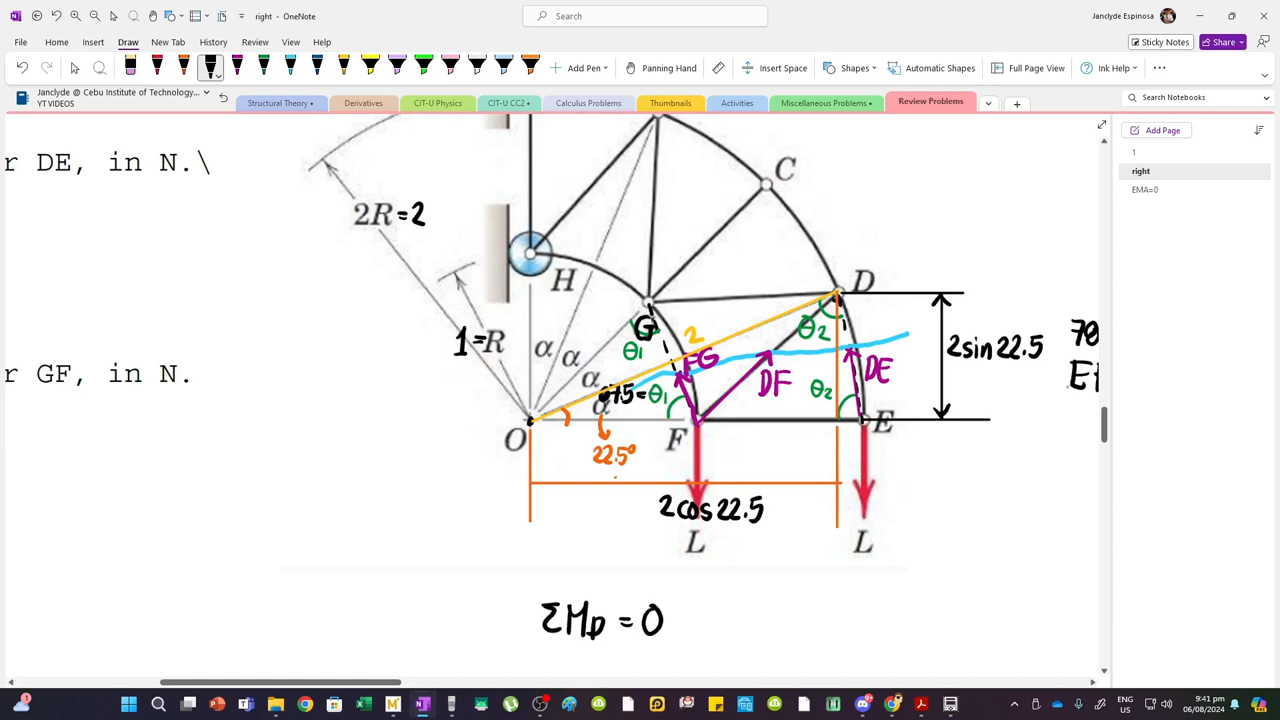 right - OneNote
Search
Janclyde Espinosa
File Home Insert Draw New Tab History Review View Help
Sticky Notes Share
Add Pen Panning Hand Insert Space Shapes Automatic Shapes Full Page View Ink Help
Janclyde @ Cebu Institute of Technology...
YT VIDEOS
Structural Theory Derivatives CIT-U Physics CIT-U CC2 Calculus Problems Thumbnails Activities Miscellaneous Problems Review Problems
Search Notebooks
Add Page
1
right
EMA=0
r DE, in N.\
2R = 2
C
H
D
G
2
θ2
2sin22.5
1 = R
α
α
θ1
FG
DE
r GF, in N.
α
67.5 = θ1
DF
θ2
α
O
F
E
22.5°
2cos22.5
L
L
ΣMD = 0
ENG
US
9:41 pm
06/08/2024